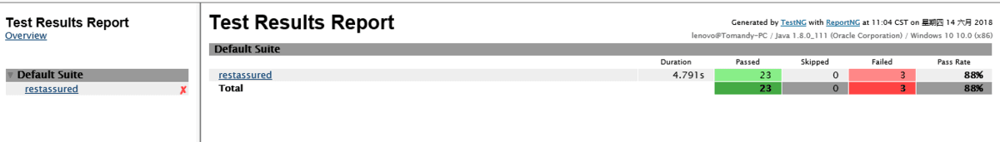 Test Results Report
Overview
Default Suite
restassured ✗
Test Results Report
Generated by TestNG with ReportNG at 11:04 CST on 星期四 14 六月 2018
lenovo@Tomandy-PC / Java 1.8.0_111 (Oracle Corporation) / Windows 10 10.0 (x86)
Default Suite
Duration Passed Skipped Failed Pass Rate
restassured 4.791s 23 0 3 88%
Total 23 0 3 88%